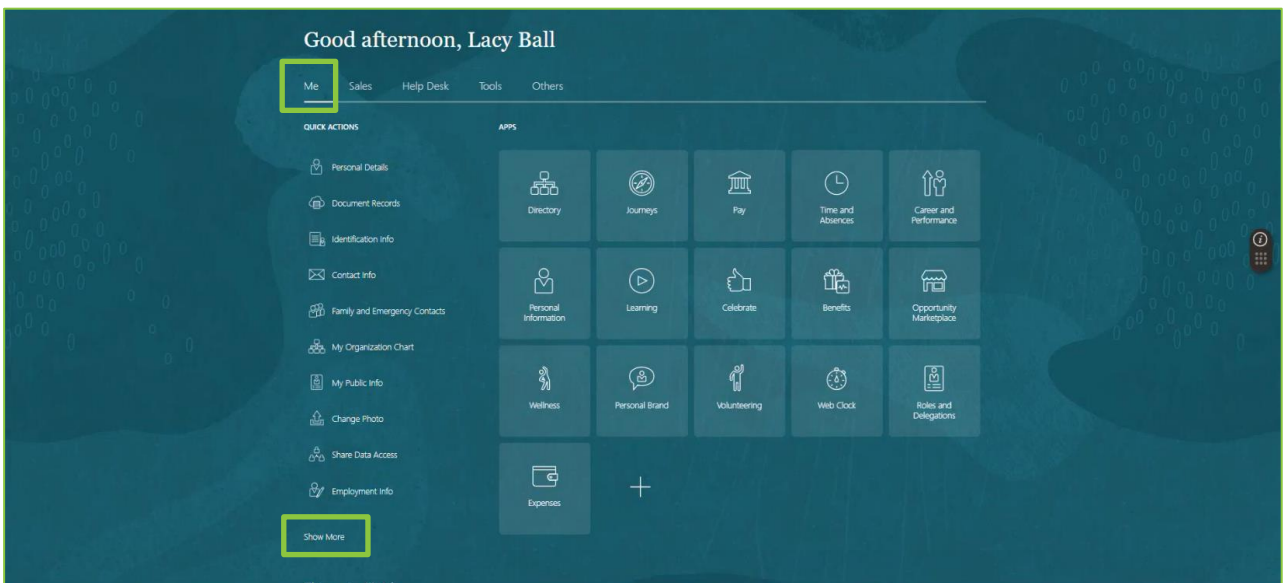 Good afternoon, Lacy Ball
Me Sales Help Desk Tools Others
QUICK ACTIONS
Personal Details
Document Records
Identification Info
Contact Info
Family and Emergency Contacts
My Organization Chart
My Public Info
Change Photo
Share Data Access
Employment Info
Show More
APPS
Directory
Journeys
Pay
Time and
Absences
Career and
Performance
Personal
Information
Learning
Celebrate
Benefits
Opportunity
Marketplace
Wellness
Personal Brand
Volunteering
Web Clock
Roles and
Delegations
Expenses